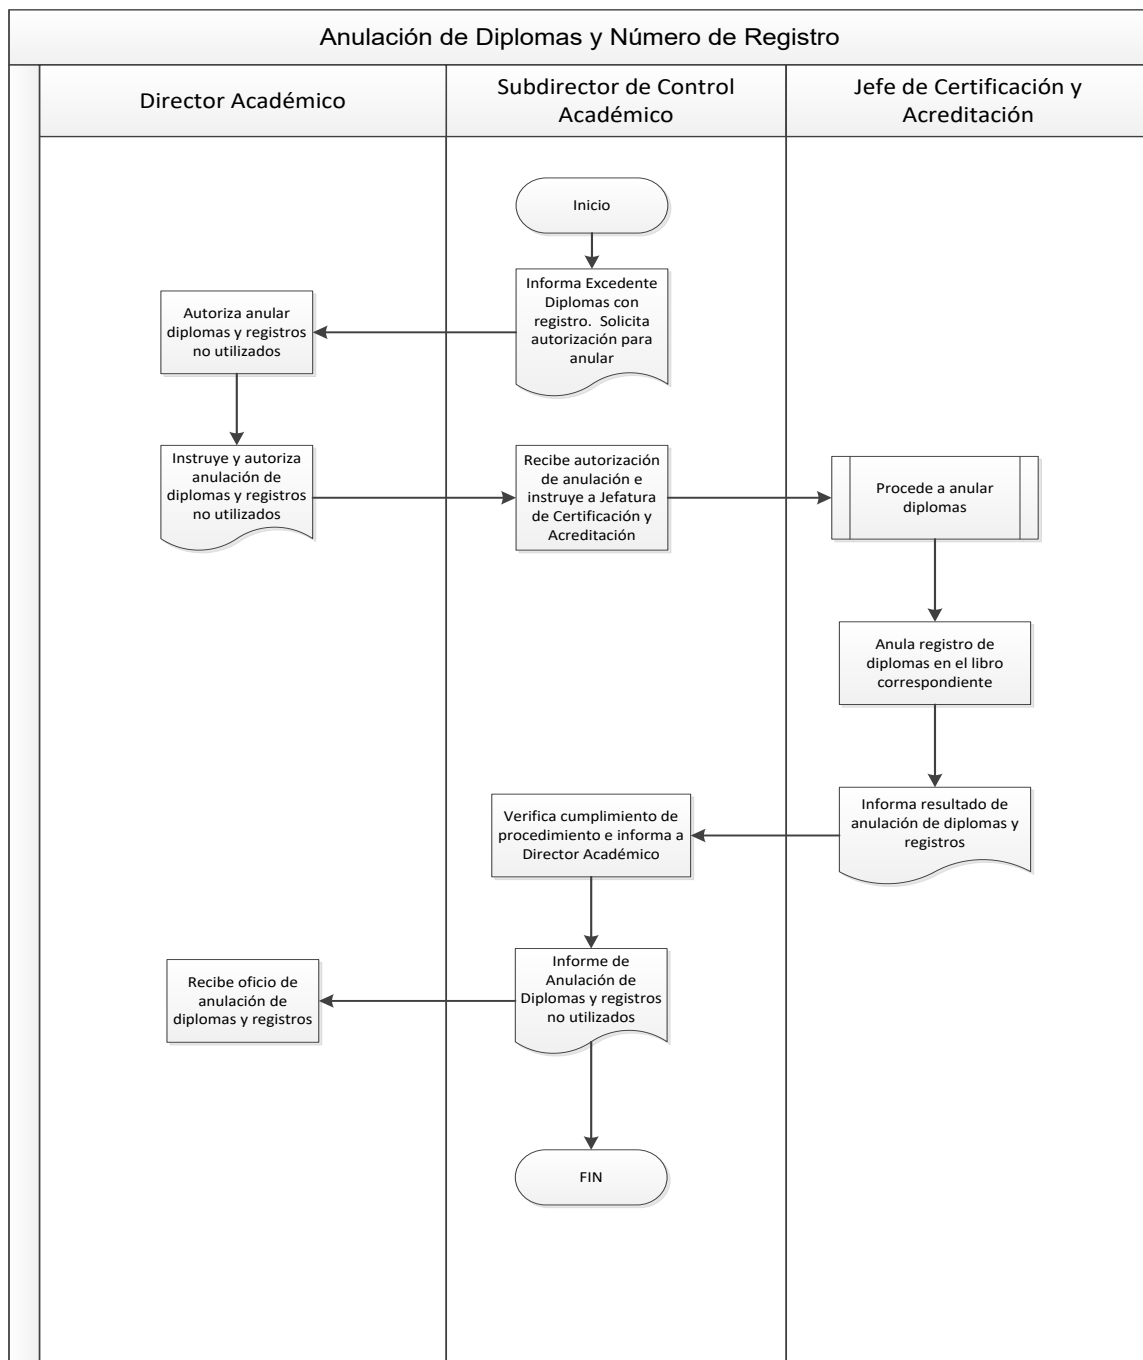 Anulación de Diplomas y Número de Registro
Director Académico
Subdirector de Control
Académico
Jefe de Certificación y
Acreditación
Inicio
Informa Excedente
Diplomas con
registro.  Solicita
autorización para
anular
Autoriza anular
diplomas y registros
no utilizados
Instruye y autoriza
anulación de
diplomas y registros
no utilizados
Recibe autorización
de anulación e
instruye a Jefatura
de Certificación y
Acreditación
Procede a anular
diplomas
Anula registro de
diplomas en el libro
correspondiente
Informa resultado de
anulación de diplomas y
registros
Verifica cumplimiento de
procedimiento e informa a
Director Académico
Informe de
Anulación de
Diplomas y registros
no utilizados
Recibe oficio de
anulación de
diplomas y registros
FIN